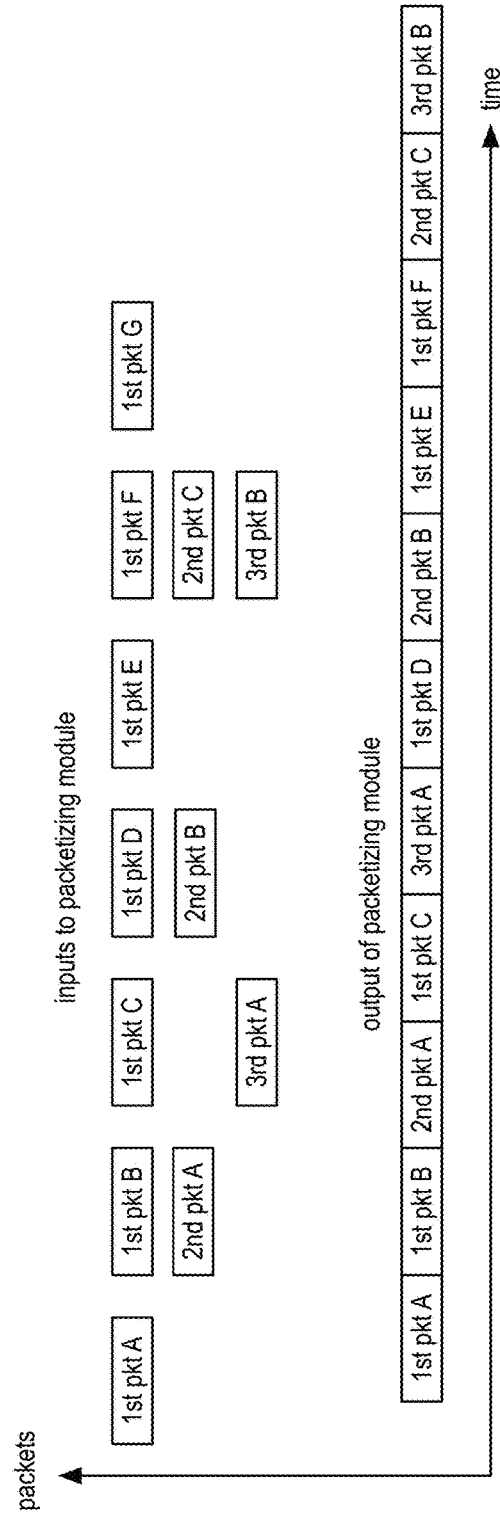 packets
inputs to packetizing module
1st pkt A
1st pkt B
1st pkt C
1st pkt D
1st pkt E
1st pkt F
1st pkt G
2nd pkt A
2nd pkt B
2nd pkt C
3rd pkt A
3rd pkt B
output of packetizing module
1st pkt A
1st pkt B
2nd pkt A
1st pkt C
3rd pkt A
1st pkt D
2nd pkt B
1st pkt E
1st pkt F
2nd pkt C
3rd pkt B
time